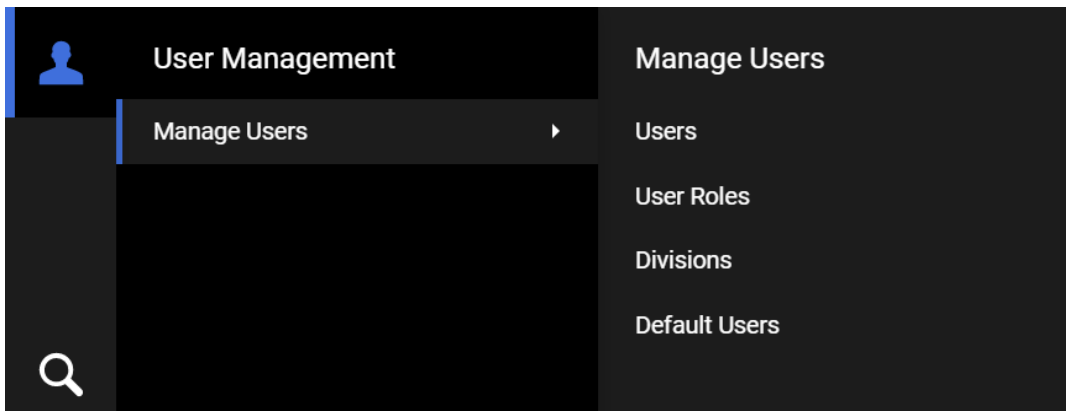 User Management
Manage Users
Manage Users
Users
User Roles
Divisions
Default Users